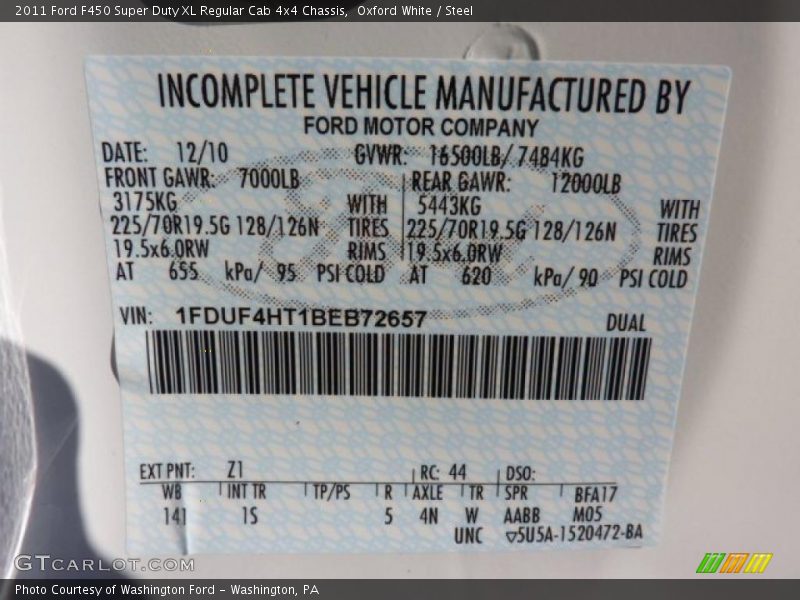 2011 Ford F450 Super Duty XL Regular Cab 4x4 Chassis, Oxford White / Steel
INCOMPLETE VEHICLE MANUFACTURED BY
FORD MOTOR COMPANY
DATE: 12/10 GVWR: 16500LB/ 7484KG
FRONT GAWR: 7000LB REAR GAWR: 12000LB
3175KG WITH 5443KG WITH
225/70R19.5G 128/126N TIRES 225/70R19.5G 128/126N TIRES
19.5x6.0RW RIMS 19.5x6.0RW RIMS
AT 655 kPa/ 95 PSI COLD AT 620 kPa/ 90 PSI COLD
VIN: 1FDUF4HT1BEB72657 DUAL
EXT PNT: Z1 RC: 44 DSO:
WB INT TR TP/PS R AXLE TR SPR BFA17
141 1S 5 4N W AABB M05
UNC ▽5U5A-1520472-BA
GTCARLOT.COM
Photo Courtesy of Washington Ford - Washington, PA